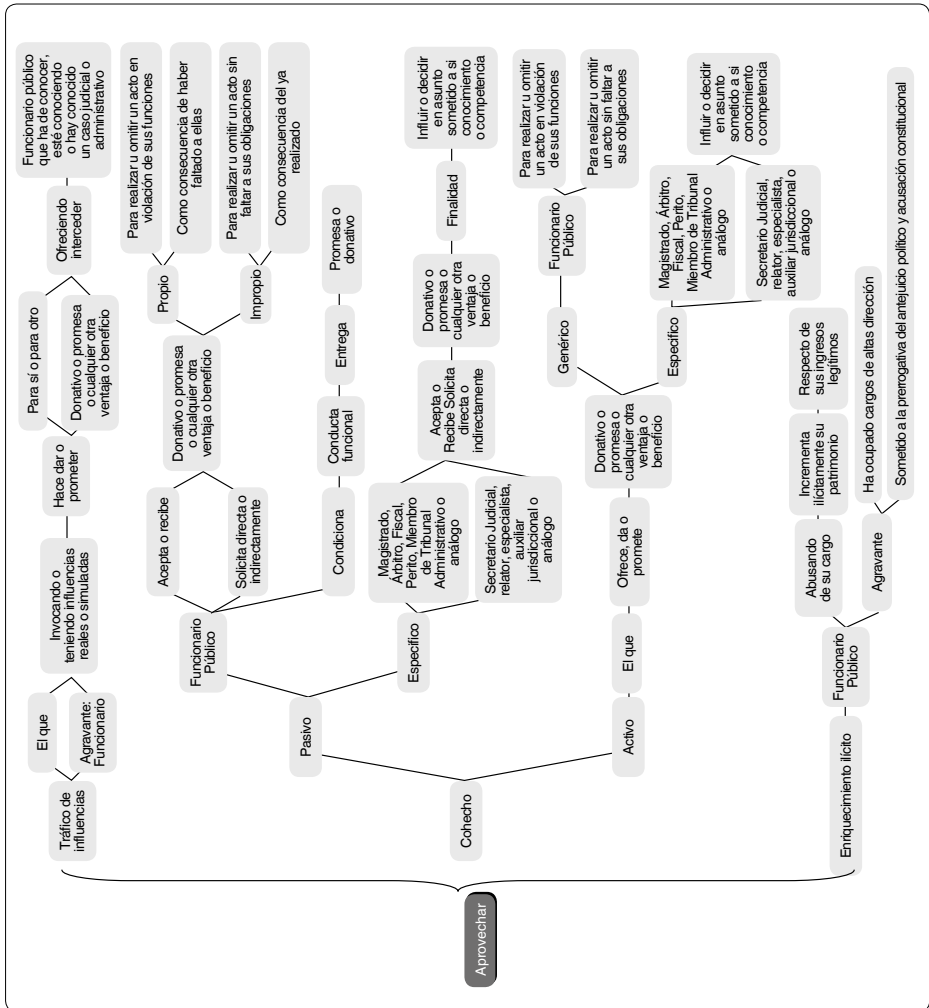 Aprovechar
Tráfico de
influencias
El que
Agravante:
Funcionario
Invocando o
teniendo influencias
reales o simuladas
Hace dar o
prometer
Para sí o para otro
Donativo o promesa
o cualquier otra
ventaja o beneficio
Ofreciendo
interceder
Funcionario público
que ha de conocer,
esté conociendo
o hay conocido
un caso judicial o
administrativo
Cohecho
Pasivo
Funcionario
Público
Acepta o recibe
Solicita directa o
indirectamente
Donativo o promesa
o cualquier otra
ventaja o beneficio
Propio
Para realizar u omitir un acto en
violación de sus funciones
Como consecuencia de haber
faltado a ellas
Impropio
Para realizar u omitir un acto sin
faltar a sus obligaciones
Como consecuencia del ya
realizado
Condiciona
Conducta
funcional
Entrega
Promesa o
donativo
Específico
Magistrado,
Árbitro, Fiscal,
Perito, Miembro
de Tribunal
Administrativo o
análogo
Secretario Judicial,
relator, especialista,
auxiliar
jurisdiccional o
análogo
Acepta o
Recibe Solicita
directa o
indirectamente
Donativo o
promesa o
cualquier otra
ventaja o
beneficio
Finalidad
Influir o decidir
en asunto
sometido a si
conocimiento
o competencia
Activo
El que
Ofrece, da o
promete
Donativo o
promesa o
cualquier otra
ventaja o
beneficio
Genérico
Funcionario
Público
Para realizar u omitir
un acto en violación
de sus funciones
Para realizar u omitir
un acto sin faltar a
sus obligaciones
Especifico
Magistrado, Árbitro,
Fiscal, Perito,
Miembro de Tribunal
Administrativo o
análogo
Secretario Judicial,
relator, especialista,
auxiliar jurisdiccional o
análogo
Influir o decidir
en asunto
sometido a si
conocimiento
o competencia
Enriquecimiento ilícito
Funcionario
Público
Abusando
de su cargo
Incrementa
ilícitamente su
patrimonio
Respecto de
sus ingresos
legítimos
Agravante
Ha ocupado cargos de altas dirección
Sometido a la prerrogativa del antejuicio político y acusación constitucional